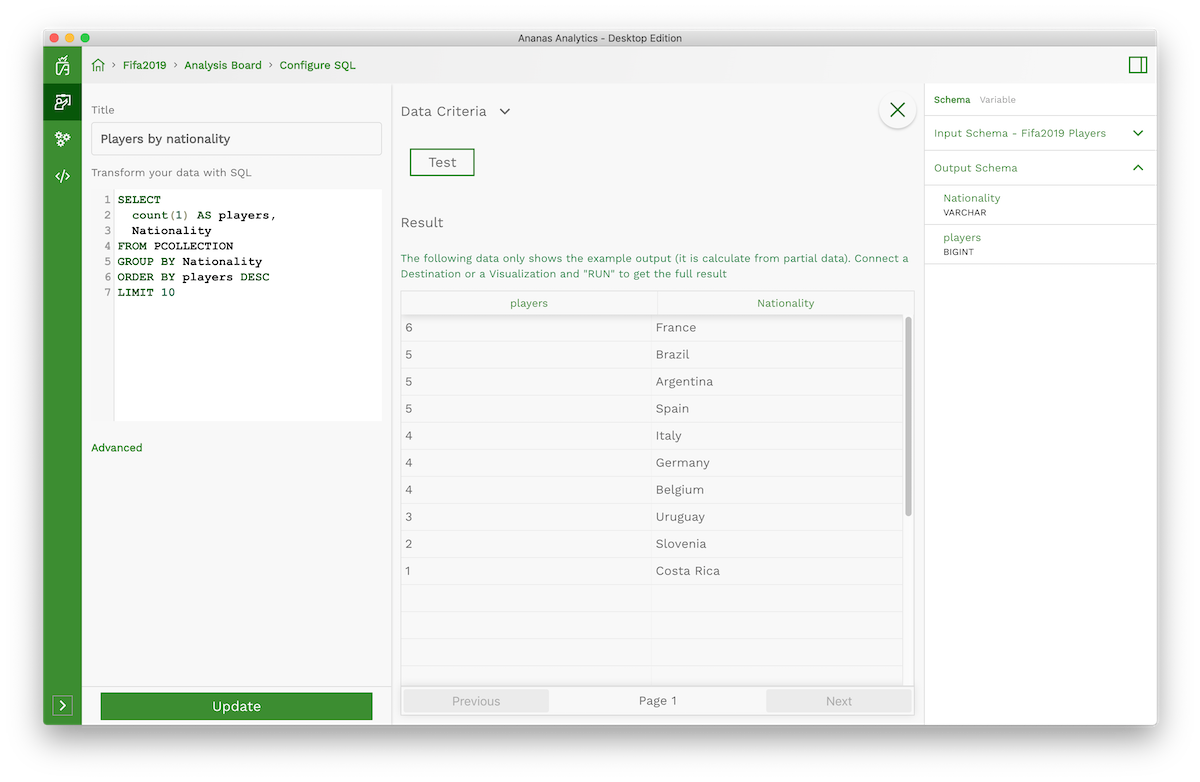 Ananas Analytics - Desktop Edition
Fifa2019 › Analysis Board › Configure SQL
Title
Players by nationality
Transform your data with SQL
1 SELECT
2 count(1) AS players,
3 Nationality
4 FROM PCOLLECTION
5 GROUP BY Nationality
6 ORDER BY players DESC
7 LIMIT 10
Advanced
Update
Data Criteria
Test
Result
The following data only shows the example output (it is calculate from partial data). Connect a
Destination or a Visualization and "RUN" to get the full result
players Nationality
6 France
5 Brazil
5 Argentina
5 Spain
4 Italy
4 Germany
4 Belgium
3 Uruguay
2 Slovenia
1 Costa Rica
Previous Page 1 Next
Schema Variable
Input Schema - Fifa2019 Players
Output Schema
Nationality
VARCHAR
players
BIGINT